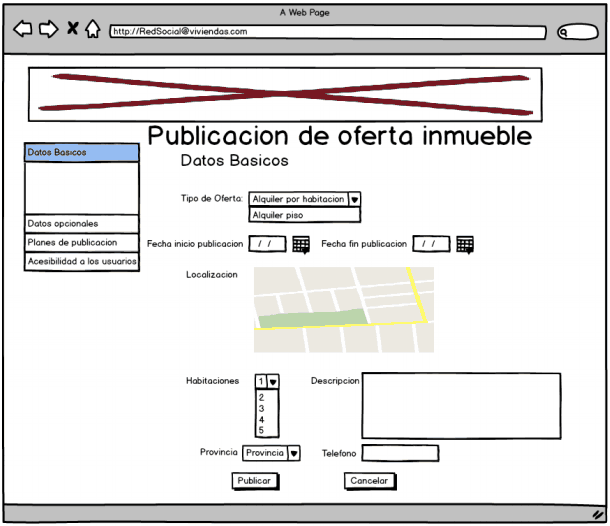 A Web Page
http://RedSocial@viviendas.com
Publicacion de oferta inmueble
Datos Basicos
Datos Basicos
Datos opcionales
Planes de publicacion
Acesibilidad a los usuarios
Tipo de Oferta: Alquiler por habitacion
Alquiler piso
Fecha inicio publicacion / / Fecha fin publicacion / /
Localizacion
Habitaciones 1 Descripcion
2
3
4
5
Provincia Provincia Telefono
Publicar Cancelar